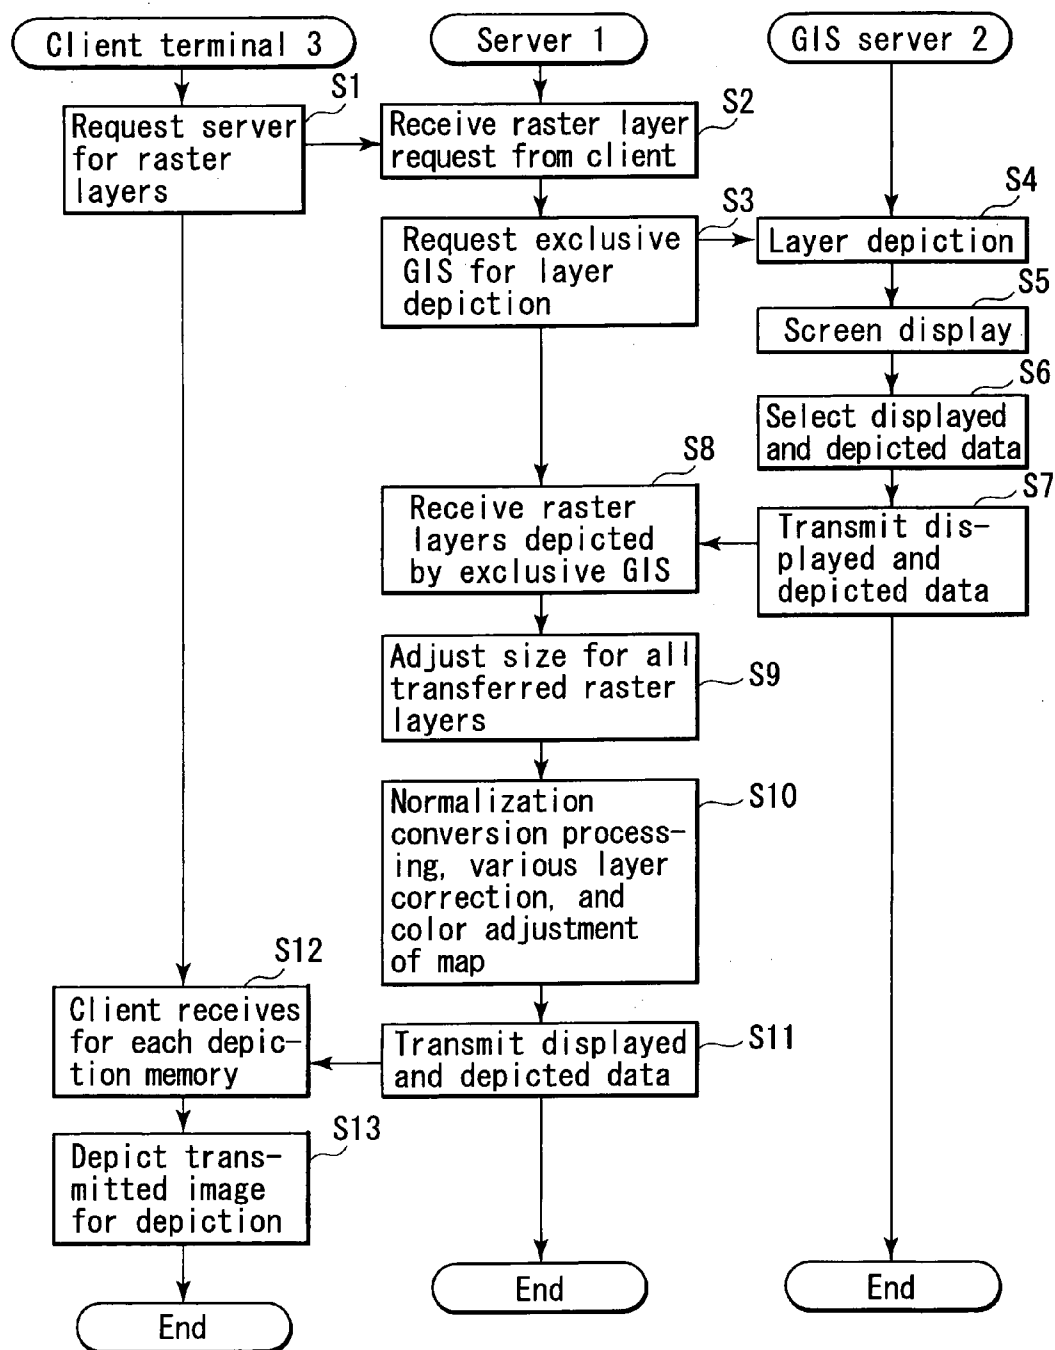 Client terminal 3
Server 1
GIS server 2
S1
Request server
for raster
layers
S2
Receive raster layer
request from client
S3
Request exclusive
GIS for layer
depiction
S4
Layer depiction
S5
Screen display
S6
Select displayed
and depicted data
S7
Transmit dis-
played and
depicted data
S8
Receive raster
layers depicted
by exclusive GIS
Adjust size for all
transferred raster
layers
S9
Normalization
conversion process-
ing, various layer
correction, and
color adjustment
of map
S10
Transmit displayed
and depicted data
S11
S12
Client receives
for each depic-
tion memory
S13
Depict trans-
mitted image
for depiction
End
End
End